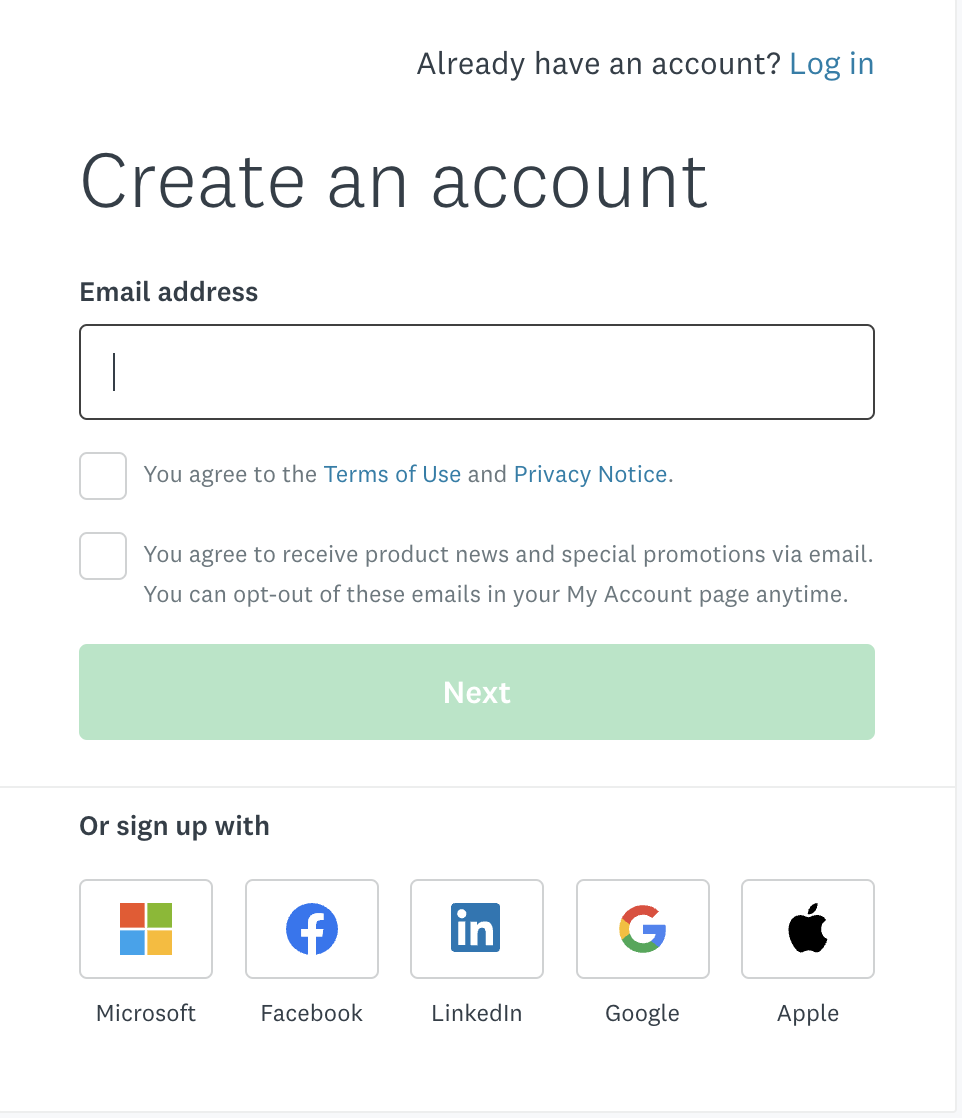 Already have an account? Log in
Create an account
Email address
You agree to the Terms of Use and Privacy Notice.
You agree to receive product news and special promotions via email.
You can opt-out of these emails in your My Account page anytime.
Next
Or sign up with
in
Microsoft Facebook LinkedIn Google Apple